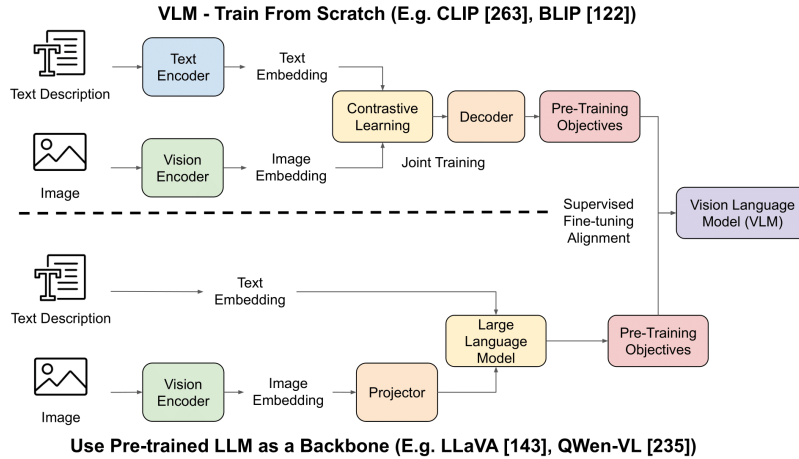 VLM - Train From Scratch (E.g. CLIP [263], BLIP [122])
T
Text Description
Text
Encoder
Text
Embedding
Image
Vision
Encoder
Image
Embedding
Contrastive
Learning
Joint Training
Decoder
Pre-Training
Objectives
Supervised
Fine-tuning
Alignment
Vision Language
Model (VLM)
T
Text Description
Text
Embedding
Image
Vision
Encoder
Image
Embedding
Projector
Large
Language
Model
Pre-Training
Objectives
Use Pre-trained LLM as a Backbone (E.g. LLaVA [143], QWen-VL [235])